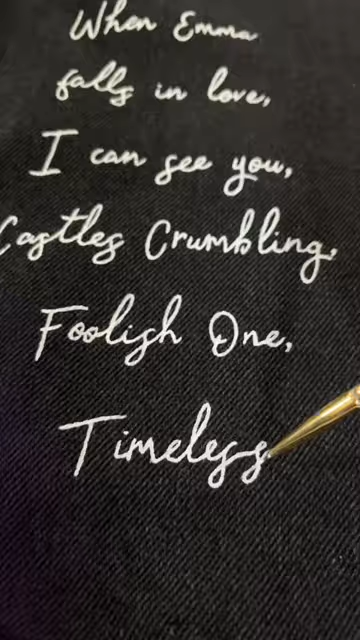 When Emma
falls in love,
I can see you,
Castles Crumbling,
Foolish One,
Timeless